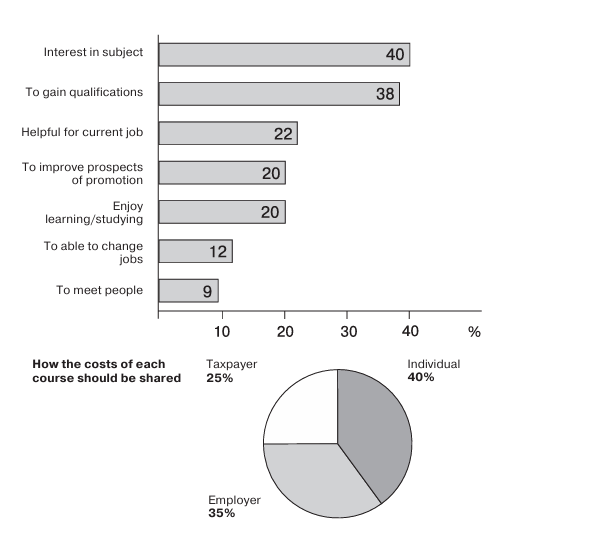 Interest in subject
40
To gain qualifications
38
Helpful for current job
22
To improve prospects
of promotion
20
Enjoy
learning/studying
20
To able to change
jobs
12
To meet people
9
10 20 30 40 %
How the costs of each
course should be shared
Taxpayer
25%
Individual
40%
Employer
35%